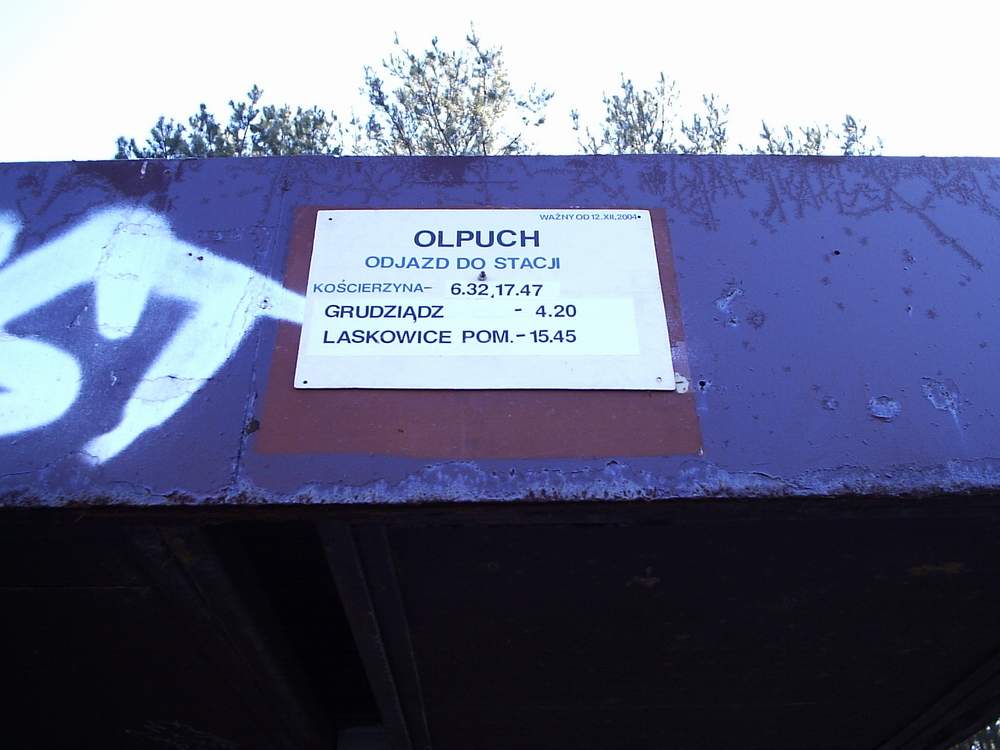 WAŻNY OD 12.XII.2004
OLPUCH
ODJAZD DO STACJI
KOŚCIERZYNA- 6.32,17.47
GRUDZIĄDZ - 4.20
LASKOWICE POM.- 15.45